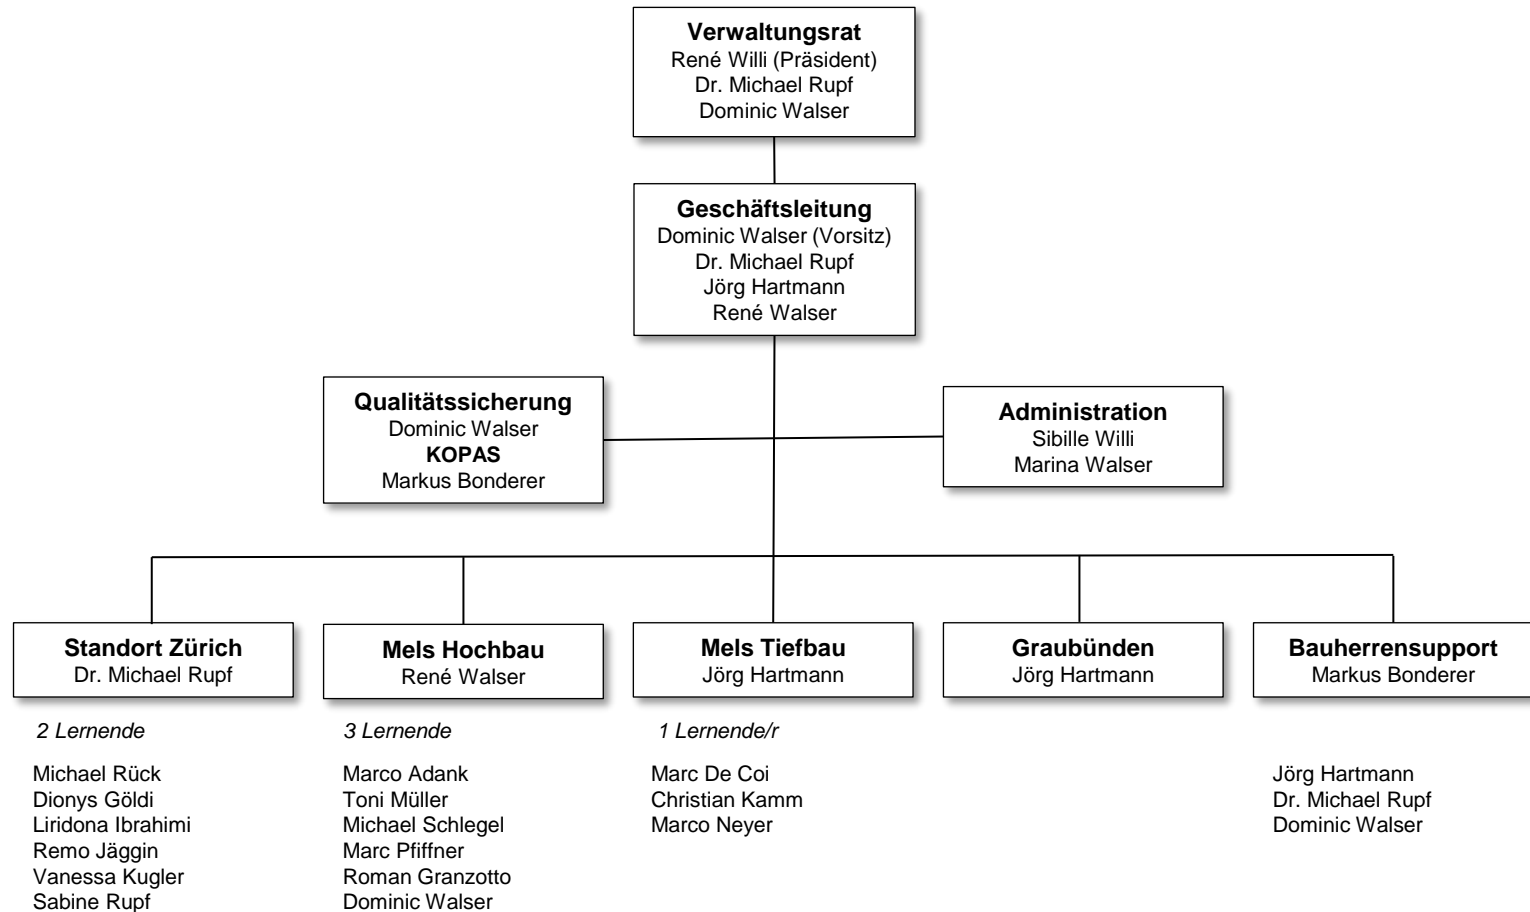 Verwaltungsrat
René Willi (Präsident)
Dr. Michael Rupf
Dominic Walser
Geschäftsleitung
Dominic Walser (Vorsitz)
Dr. Michael Rupf
Jörg Hartmann
René Walser
Qualitätssicherung
Dominic Walser
KOPAS
Markus Bonderer
Administration
Sibille Willi
Marina Walser
Standort Zürich
Dr. Michael Rupf
2 Lernende
Michael Rück
Dionys Göldi
Liridona Ibrahimi
Remo Jäggin
Vanessa Kugler
Sabine Rupf
Mels Hochbau
René Walser
3 Lernende
Marco Adank
Toni Müller
Michael Schlegel
Marc Pfiffner
Roman Granzotto
Dominic Walser
Mels Tiefbau
Jörg Hartmann
1 Lernende/r
Marc De Coi
Christian Kamm
Marco Neyer
Graubünden
Jörg Hartmann
Bauherrensupport
Markus Bonderer
Jörg Hartmann
Dr. Michael Rupf
Dominic Walser